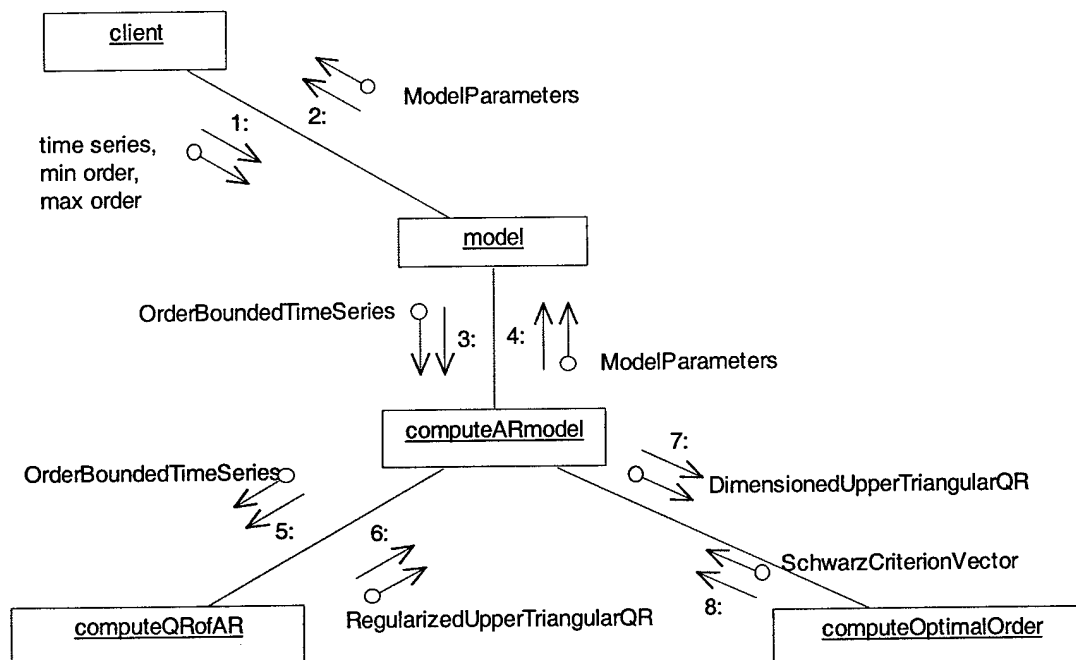 client
ModelParameters
2:
1:
time series,
min order,
max order
model
OrderBoundedTimeSeries
3:
4:
ModelParameters
computeARmodel
7:
OrderBoundedTimeSeries
DimensionedUpperTriangularQR
5:
6:
SchwarzCriterionVector
8:
RegularizedUpperTriangularQR
computeQRofAR
computeOptimalOrder